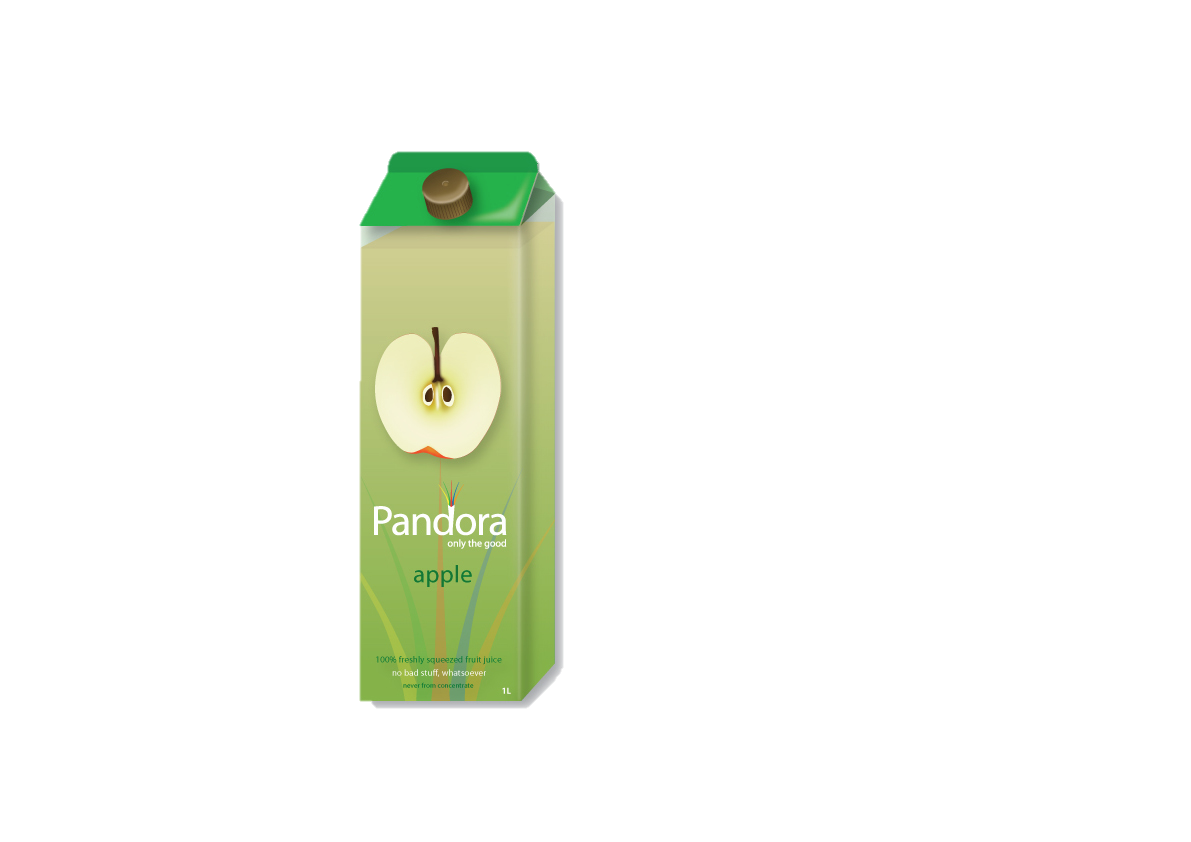 Pandora
only the good
apple
100% freshly squeezed fruit juice
no bad stuff, whatsoever
never from concentrate
1L